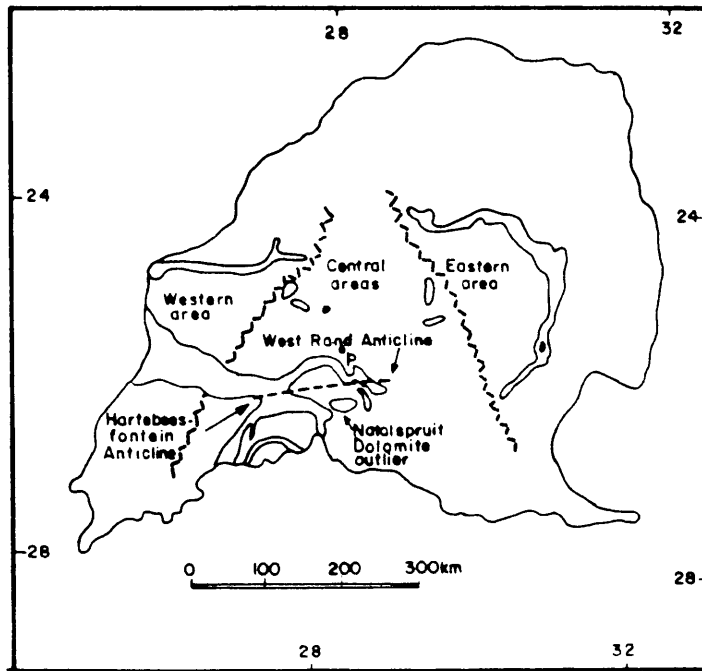 28
32
24
24
Central
areas
Eastern
area
Western
area
West Rand Anticline
P
Hartebees-
fontein
Anticline
Natalspruit
Dolomite
outlier
0 100 200 300km
28
28
28
32